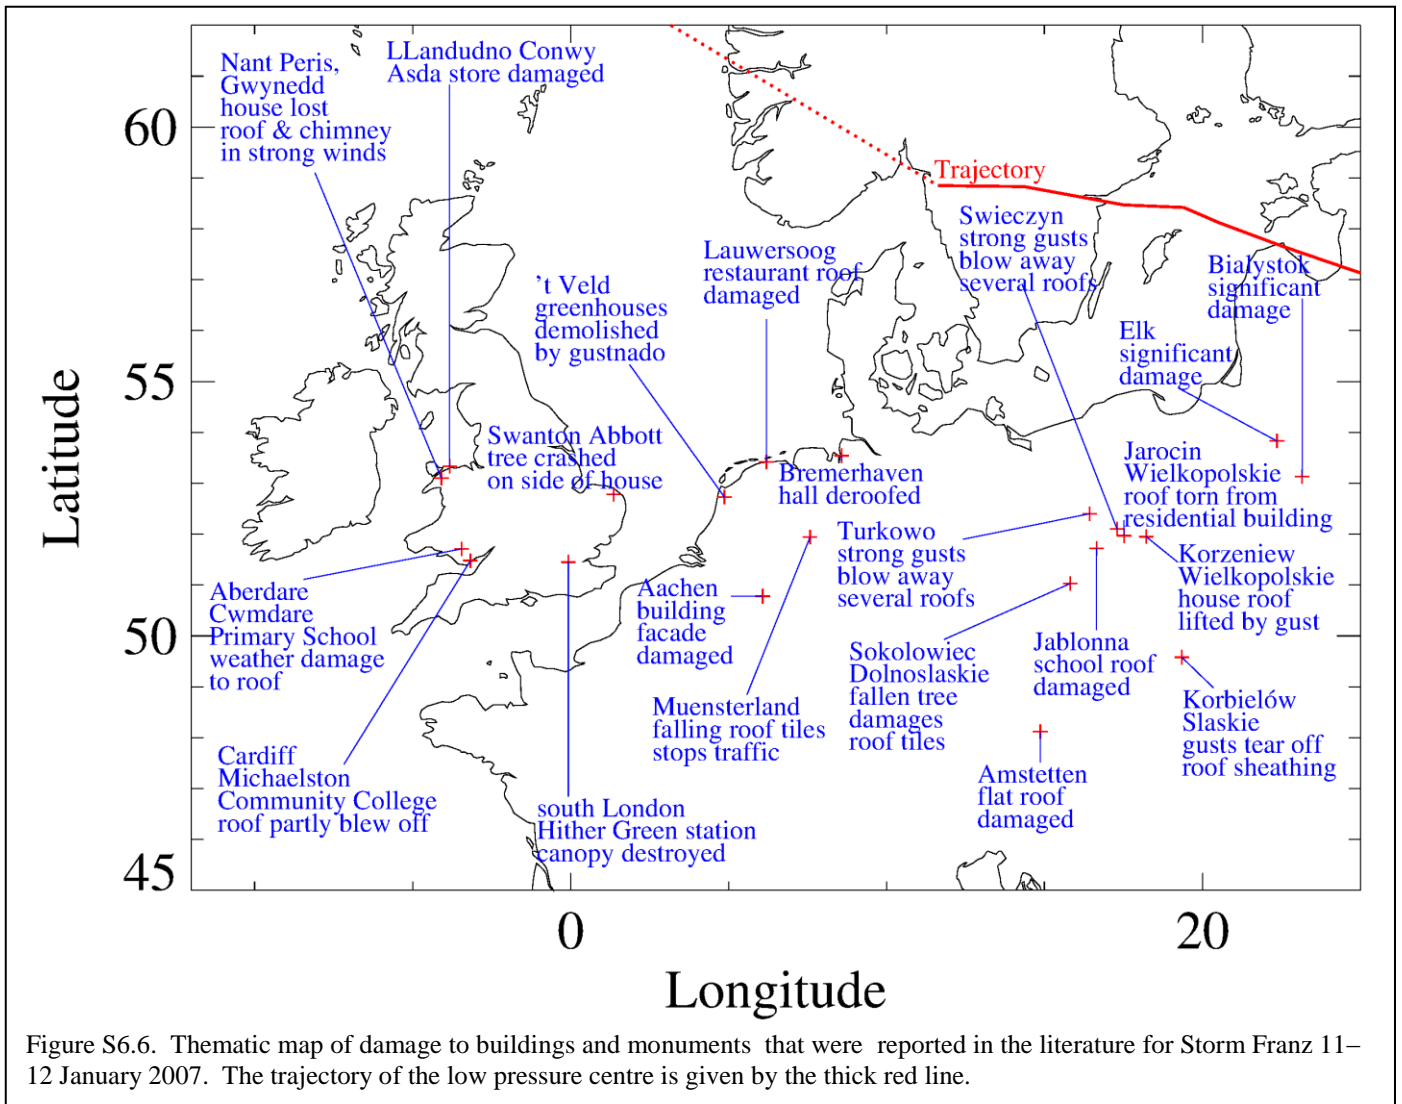 Nant Peris,
Gwynedd
house lost
roof & chimney
in strong winds
LLandudno Conwy
Asda store damaged
60
Trajectory
Swieczyn
strong gusts
blow away
several roofs
Lauwersoog
restaurant roof
damaged
Bialystok
significant
damage
't Veld
greenhouses
demolished
by gustnado
Elk
significant
damage
55
Latitude
Swanton Abbott
tree crashed
on side of house
Bremerhaven
hall deroofed
Jarocin
Wielkopolskie
roof torn from
residential building
Turkowo
strong gusts
blow away
several roofs
Korzeniew
Wielkopolskie
house roof
lifted by gust
Aberdare
Cwmdare
Primary School
weather damage
to roof
Aachen
building
facade
damaged
50
Jablonna
school roof
damaged
Sokolowiec
Dolnoslaskie
fallen tree
damages
roof tiles
Muensterland
falling roof tiles
stops traffic
Korbielów
Slaskie
gusts tear off
roof sheathing
Cardiff
Michaelston
Community College
roof partly blew off
Amstetten
flat roof
damaged
south London
Hither Green station
canopy destroyed
45
0
20
Longitude
Figure S6.6. Thematic map of damage to buildings and monuments that were reported in the literature for Storm Franz 11–
12 January 2007. The trajectory of the low pressure centre is given by the thick red line.